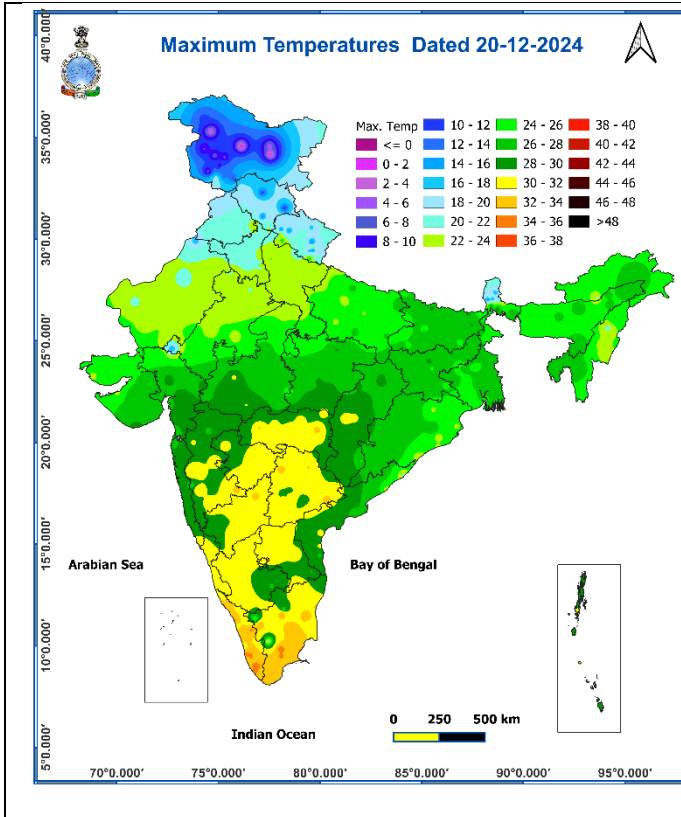 Maximum Temperatures Dated 20-12-2024
40°0.000'
35°0.000'
30°0.000'
25°0.000'
20°0.000'
15°0.000'
10°0.000'
5°0.000'
Max. Temp
<= 0
0 - 2
2 - 4
4 - 6
6 - 8
8 - 10
10 - 12
12 - 14
14 - 16
16 - 18
18 - 20
20 - 22
22 - 24
24 - 26
26 - 28
28 - 30
30 - 32
32 - 34
34 - 36
36 - 38
38 - 40
40 - 42
42 - 44
44 - 46
46 - 48
>48
Arabian Sea
Bay of Bengal
Indian Ocean
0 250 500 km
70°0.000' 75°0.000' 80°0.000' 85°0.000' 90°0.000' 95°0.000'